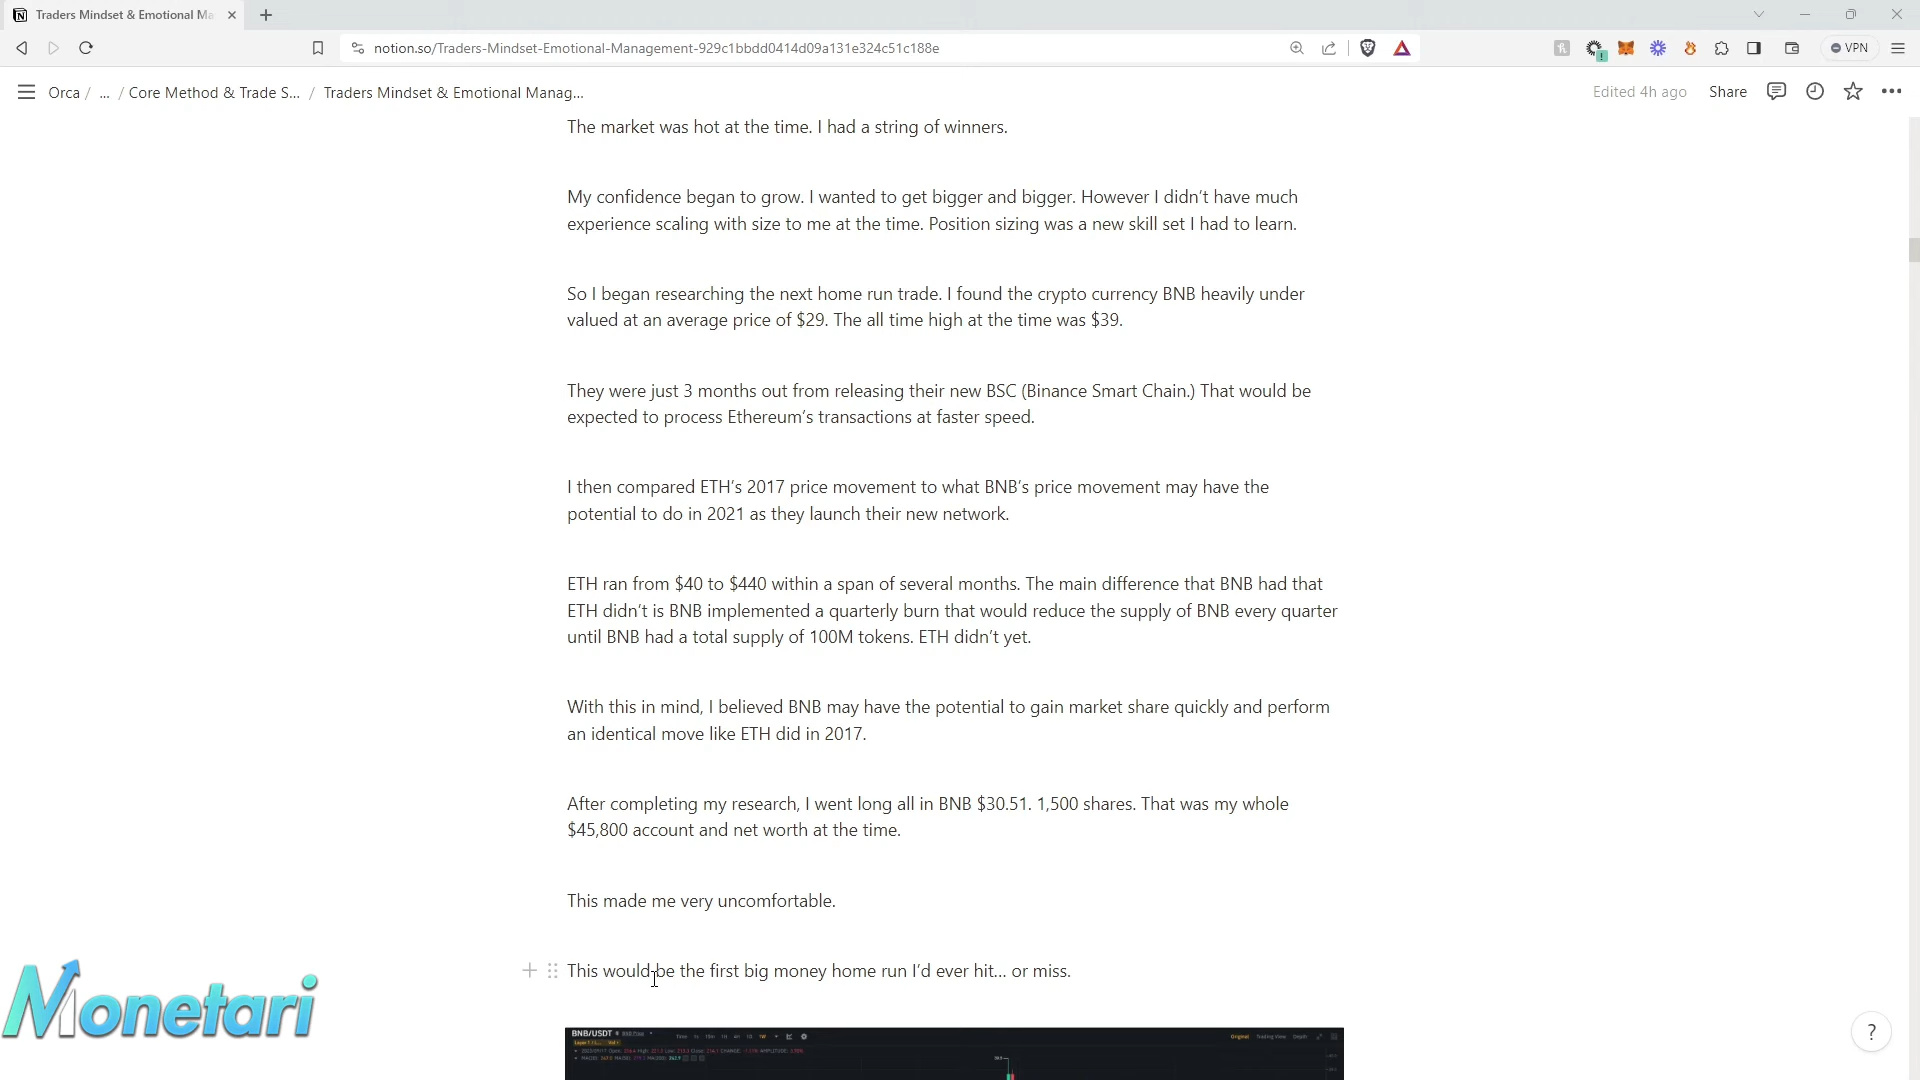 Traders Mindset & Emotional Ma
notion.so/Traders-Mindset-Emotional-Management-929c1bbdd0414d09a131e324c51c188e
VPN
Orca / ... / Core Method & Trade S... / Traders Mindset & Emotional Manag...
Edited 4h ago
Share
The market was hot at the time. I had a string of winners.
My confidence began to grow. I wanted to get bigger and bigger. However I didn't have much
experience scaling with size to me at the time. Position sizing was a new skill set I had to learn.
So I began researching the next home run trade. I found the crypto currency BNB heavily under
valued at an average price of $29. The all time high at the time was $39.
They were just 3 months out from releasing their new BSC (Binance Smart Chain.) That would be
expected to process Ethereum's transactions at faster speed.
I then compared ETH's 2017 price movement to what BNB's price movement may have the
potential to do in 2021 as they launch their new network.
ETH ran from $40 to $440 within a span of several months. The main difference that BNB had that
ETH didn't is BNB implemented a quarterly burn that would reduce the supply of BNB every quarter
until BNB had a total supply of 100M tokens. ETH didn't yet.
With this in mind, I believed BNB may have the potential to gain market share quickly and perform
an identical move like ETH did in 2017.
After completing my research, I went long all in BNB $30.51. 1,500 shares. That was my whole
$45,800 account and net worth at the time.
This made me very uncomfortable.
This would be the first big money home run I'd ever hit... or miss.
Monetari
?
BNB/USDT
Original Trading View Depth